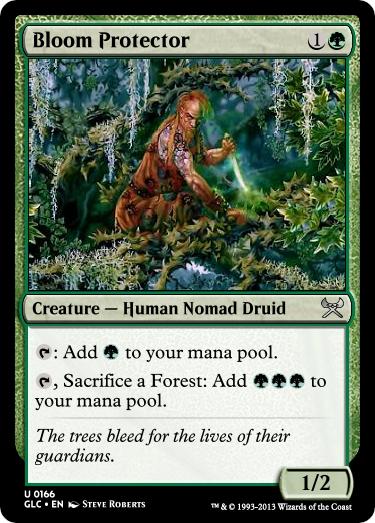 Bloom Protector 1
Creature — Human Nomad Druid
: Add to your mana pool.
, Sacrifice a Forest: Add to
your mana pool.
The trees bleed for the lives of their
guardians.
1/2
U 0166
GLC • EN Steve Roberts
™ & © 1993-2013 Wizards of the Coast